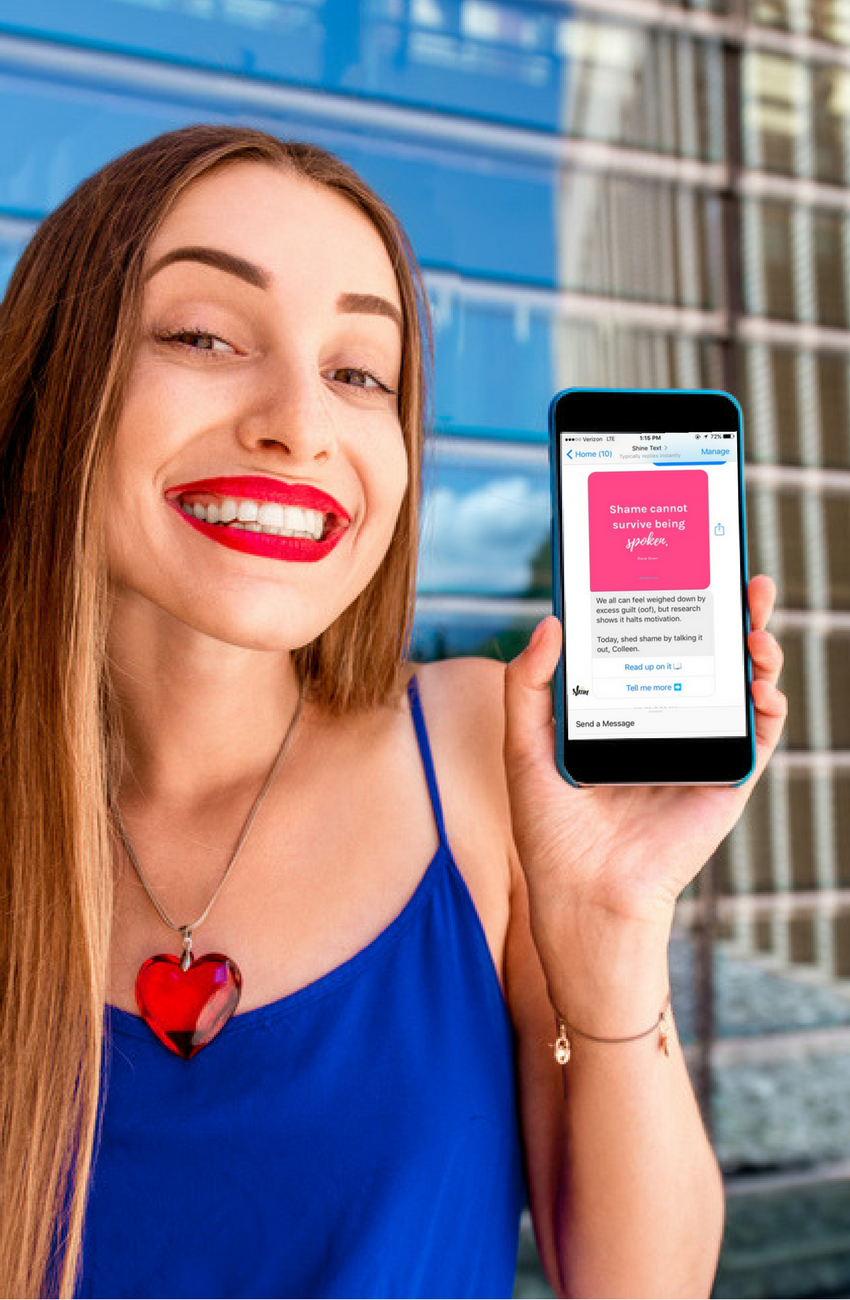 Verizon LTE 1:15 PM 72%
Home (10) Shine Text > Manage
Typically replies instantly
Shame cannot
survive being
spoken.
We all can feel weighed down by
excess guilt (oof), but research
shows it halts motivation.
Today, shed shame by talking it
out, Colleen.
Read up on it
Tell me more
Send a Message